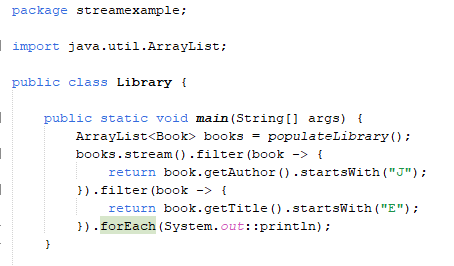 package streamexample;
import java.util.ArrayList;
public class Library {
public static void main(String[] args) {
ArrayList<Book> books = populateLibrary();
books.stream().filter(book -> {
return book.getAuthor().startsWith("J");
}).filter(book -> {
return book.getTitle().startsWith("E");
}).forEach(System.out::println);
}